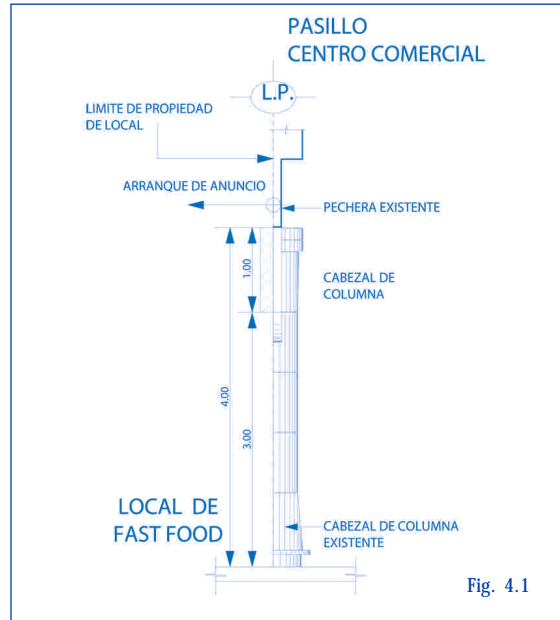 PASILLO
CENTRO COMERCIAL
L.P.
LIMITE DE PROPIEDAD
DE LOCAL
ARRANQUE DE ANUNCIO
PECHERA EXISTENTE
1.00
CABEZAL DE
COLUMNA
4.00
3.00
LOCAL DE
FAST FOOD
CABEZAL DE COLUMNA
EXISTENTE
Fig. 4.1